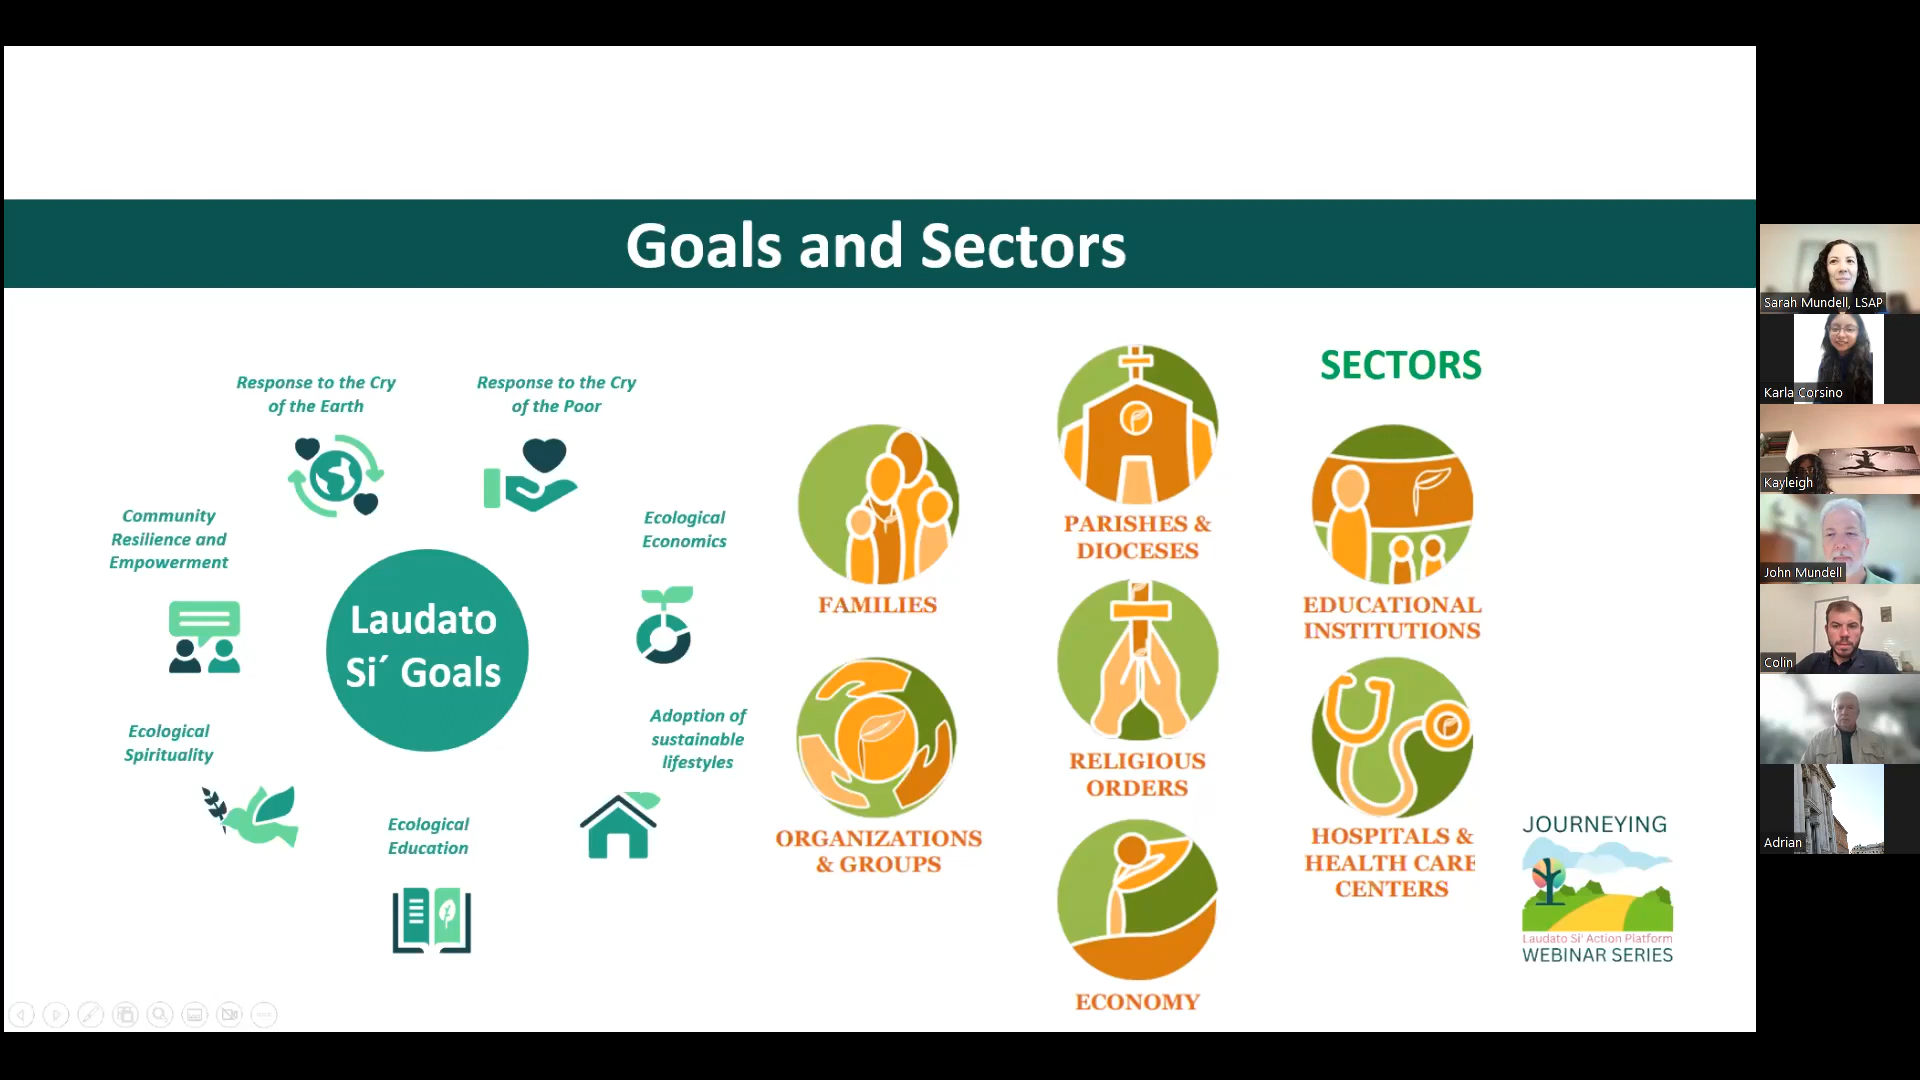 Goals and Sectors
Response to the Cry
of the Earth
Response to the Cry
of the Poor
Community
Resilience and
Empowerment
Ecological
Economics
Laudato
Si´ Goals
Ecological
Spirituality
Adoption of
sustainable
lifestyles
Ecological
Education
SECTORS
FAMILIES
PARISHES &
DIOCESES
EDUCATIONAL
INSTITUTIONS
ORGANIZATIONS
& GROUPS
RELIGIOUS
ORDERS
HOSPITALS &
HEALTH CARE
CENTERS
ECONOMY
JOURNEYING
Laudato Si' Action Platform
WEBINAR SERIES
Sarah Mundell, LSAP
Karla Corsino
Kayleigh
John Mundell
Colin
Adrian